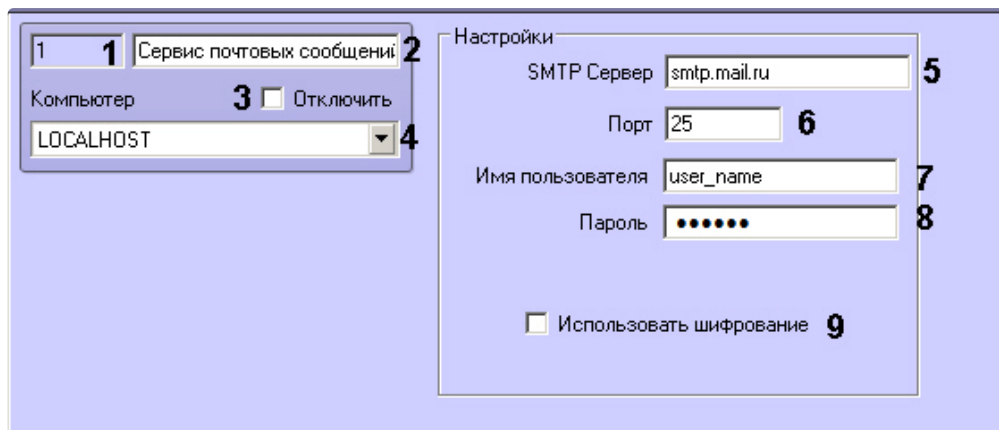 1 1 Сервис почтовых сообщений 2
Компьютер 3 Отключить
LOCALHOST 4
Настройки
SMTP Сервер smtp.mail.ru 5
Порт 25 6
Имя пользователя user_name 7
Пароль •••••• 8
Использовать шифрование 9